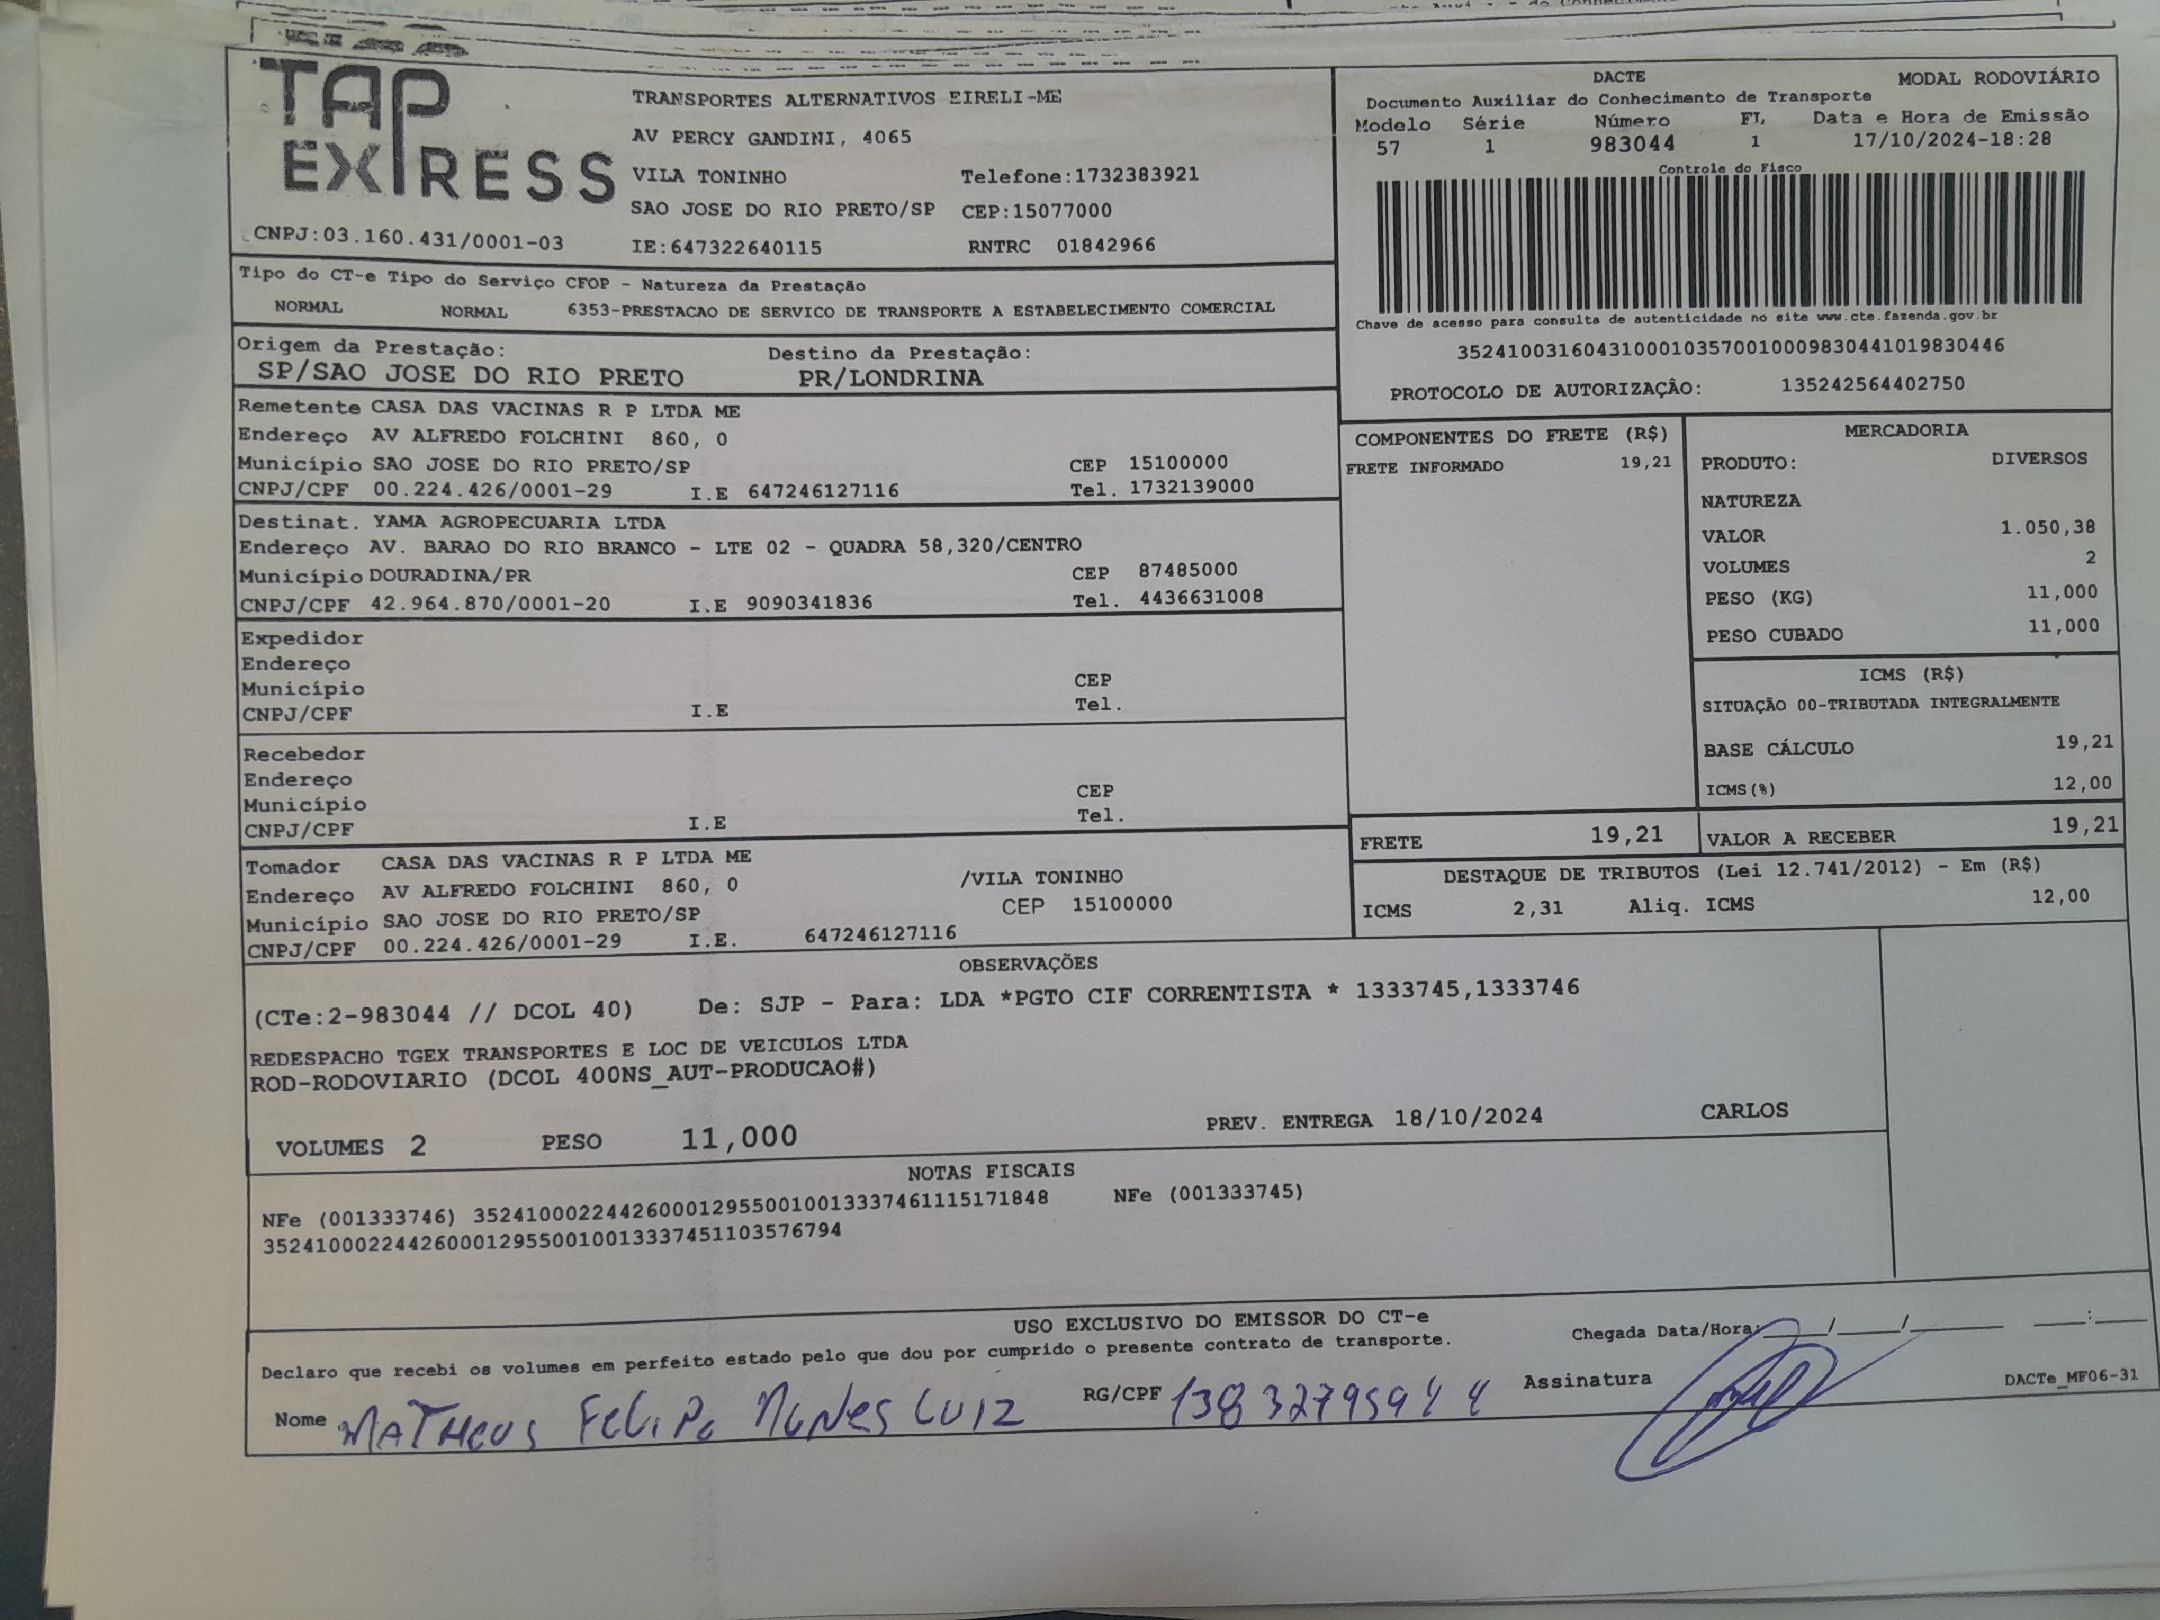 TAP
EXPRESS
TRANSPORTES ALTERNATIVOS EIRELI-ME
AV PERCY GANDINI, 4065
VILA TONINHO Telefone:1732383921
SAO JOSE DO RIO PRETO/SP CEP:15077000
CNPJ:03.160.431/0001-03 IE:647322640115 RNTRC 01842966
DACTE MODAL RODOVIÁRIO
Documento Auxiliar do Conhecimento de Transporte
Modelo Série Número FL Data e Hora de Emissão
57 1 983044 1 17/10/2024-18:28
Controle do Fisco
Chave de acesso para consulta de autenticidade no site www.cte.fazenda.gov.br
35241003160431000103570010009830441019830446
PROTOCOLO DE AUTORIZAÇÃO: 135242564402750
Tipo do CT-e Tipo do Serviço CFOP - Natureza da Prestação
NORMAL NORMAL 6353-PRESTACAO DE SERVICO DE TRANSPORTE A ESTABELECIMENTO COMERCIAL
Origem da Prestação: Destino da Prestação:
SP/SAO JOSE DO RIO PRETO PR/LONDRINA
Remetente CASA DAS VACINAS R P LTDA ME
Endereço AV ALFREDO FOLCHINI 860, 0
Município SAO JOSE DO RIO PRETO/SP CEP 15100000
CNPJ/CPF 00.224.426/0001-29 I.E 647246127116 Tel. 1732139000
Destinat. YAMA AGROPECUARIA LTDA
Endereço AV. BARAO DO RIO BRANCO - LTE 02 - QUADRA 58,320/CENTRO
Município DOURADINA/PR CEP 87485000
CNPJ/CPF 42.964.870/0001-20 I.E 9090341836 Tel. 4436631008
Expedidor
Endereço
Município CEP
CNPJ/CPF I.E Tel.
Recebedor
Endereço
Município CEP
CNPJ/CPF I.E Tel.
Tomador CASA DAS VACINAS R P LTDA ME
Endereço AV ALFREDO FOLCHINI 860, 0 /VILA TONINHO
Município SAO JOSE DO RIO PRETO/SP CEP 15100000
CNPJ/CPF 00.224.426/0001-29 I.E. 647246127116
COMPONENTES DO FRETE (R$)
FRETE INFORMADO 19,21
MERCADORIA
PRODUTO: DIVERSOS
NATUREZA
VALOR 1.050,38
VOLUMES 2
PESO (KG) 11,000
PESO CUBADO 11,000
ICMS (R$)
SITUAÇÃO 00-TRIBUTADA INTEGRALMENTE
BASE CÁLCULO 19,21
ICMS(%) 12,00
FRETE 19,21 VALOR A RECEBER 19,21
DESTAQUE DE TRIBUTOS (Lei 12.741/2012) - Em (R$)
ICMS 2,31 Aliq. ICMS 12,00
OBSERVAÇÕES
(CTe:2-983044 // DCOL 40) De: SJP - Para: LDA *PGTO CIF CORRENTISTA * 1333745,1333746
REDESPACHO TGEX TRANSPORTES E LOC DE VEICULOS LTDA
ROD-RODOVIARIO (DCOL 400NS_AUT-PRODUCAO#)
VOLUMES 2 PESO 11,000 PREV. ENTREGA 18/10/2024 CARLOS
NOTAS FISCAIS
NFe (001333746) 35241000224426000129550010013337461115171848 NFe (001333745)
35241000224426000129550010013337451103576794
USO EXCLUSIVO DO EMISSOR DO CT-e
Declaro que recebi os volumes em perfeito estado pelo que dou por cumprido o presente contrato de transporte. Chegada Data/Hora:___/___/_____ ___:___
Nome MATHEUS FELIPE NUNES LUIZ RG/CPF 13832795944 Assinatura DACTe_MF06-31